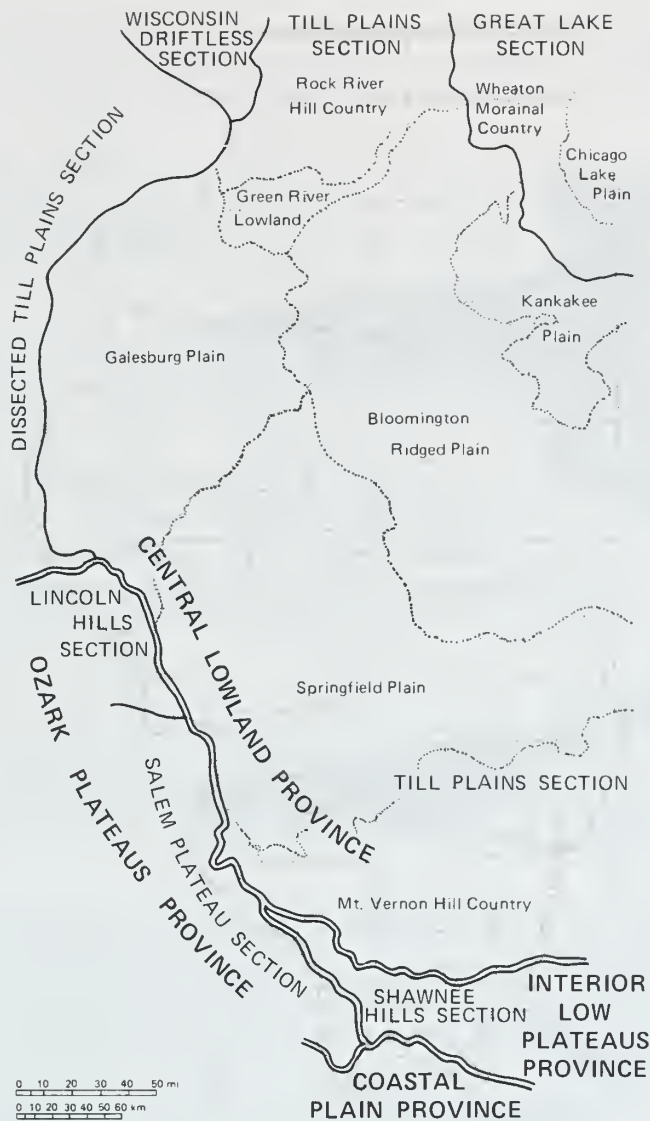 WISCONSIN
DRIFTLESS
SECTION
TILL PLAINS
SECTION
GREAT LAKE
SECTION
Rock River
Hill Country
Wheaton
Morainal
Country
Chicago
Lake
Plain
DISSECTED TILL PLAINS SECTION
Green River
Lowland
Kankakee
Plain
Galesburg Plain
Bloomington
Ridged Plain
LINCOLN
HILLS
SECTION
CENTRAL LOWLAND PROVINCE
OZARK PLATEAUS PROVINCE
Springfield Plain
SALEM PLATEAU SECTION
TILL PLAINS SECTION
Mt. Vernon Hill Country
SHAWNEE
HILLS SECTION
INTERIOR
LOW
PLATEAUS
PROVINCE
COASTAL
PLAIN PROVINCE
0 10 20 30 40 50 mi
0 10 20 30 40 50 60 km